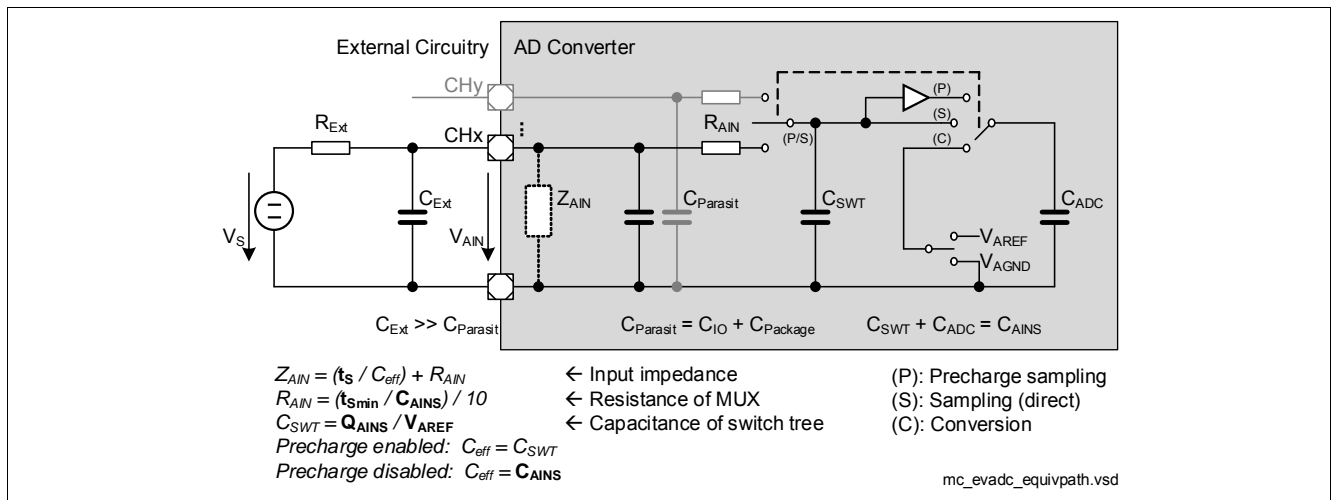 External Circuitry AD Converter
CHy
(P)
R_Ext
CHx
⋮
R_AIN
(P/S)
(S)
(C)
V_S
C_Ext
V_AIN
Z_AIN
C_Parasit
C_SWT
C_ADC
V_AREF
V_AGND
C_Ext >> C_Parasit
C_Parasit = C_IO + C_Package
C_SWT + C_ADC = C_AINS
Z_AIN = (t_S / C_eff) + R_AIN ← Input impedance (P): Precharge sampling
R_AIN = (t_Smin / C_AINS) / 10 ← Resistance of MUX (S): Sampling (direct)
C_SWT = Q_AINS / V_AREF ← Capacitance of switch tree (C): Conversion
Precharge enabled: C_eff = C_SWT
Precharge disabled: C_eff = C_AINS
mc_evadc_equivpath.vsd